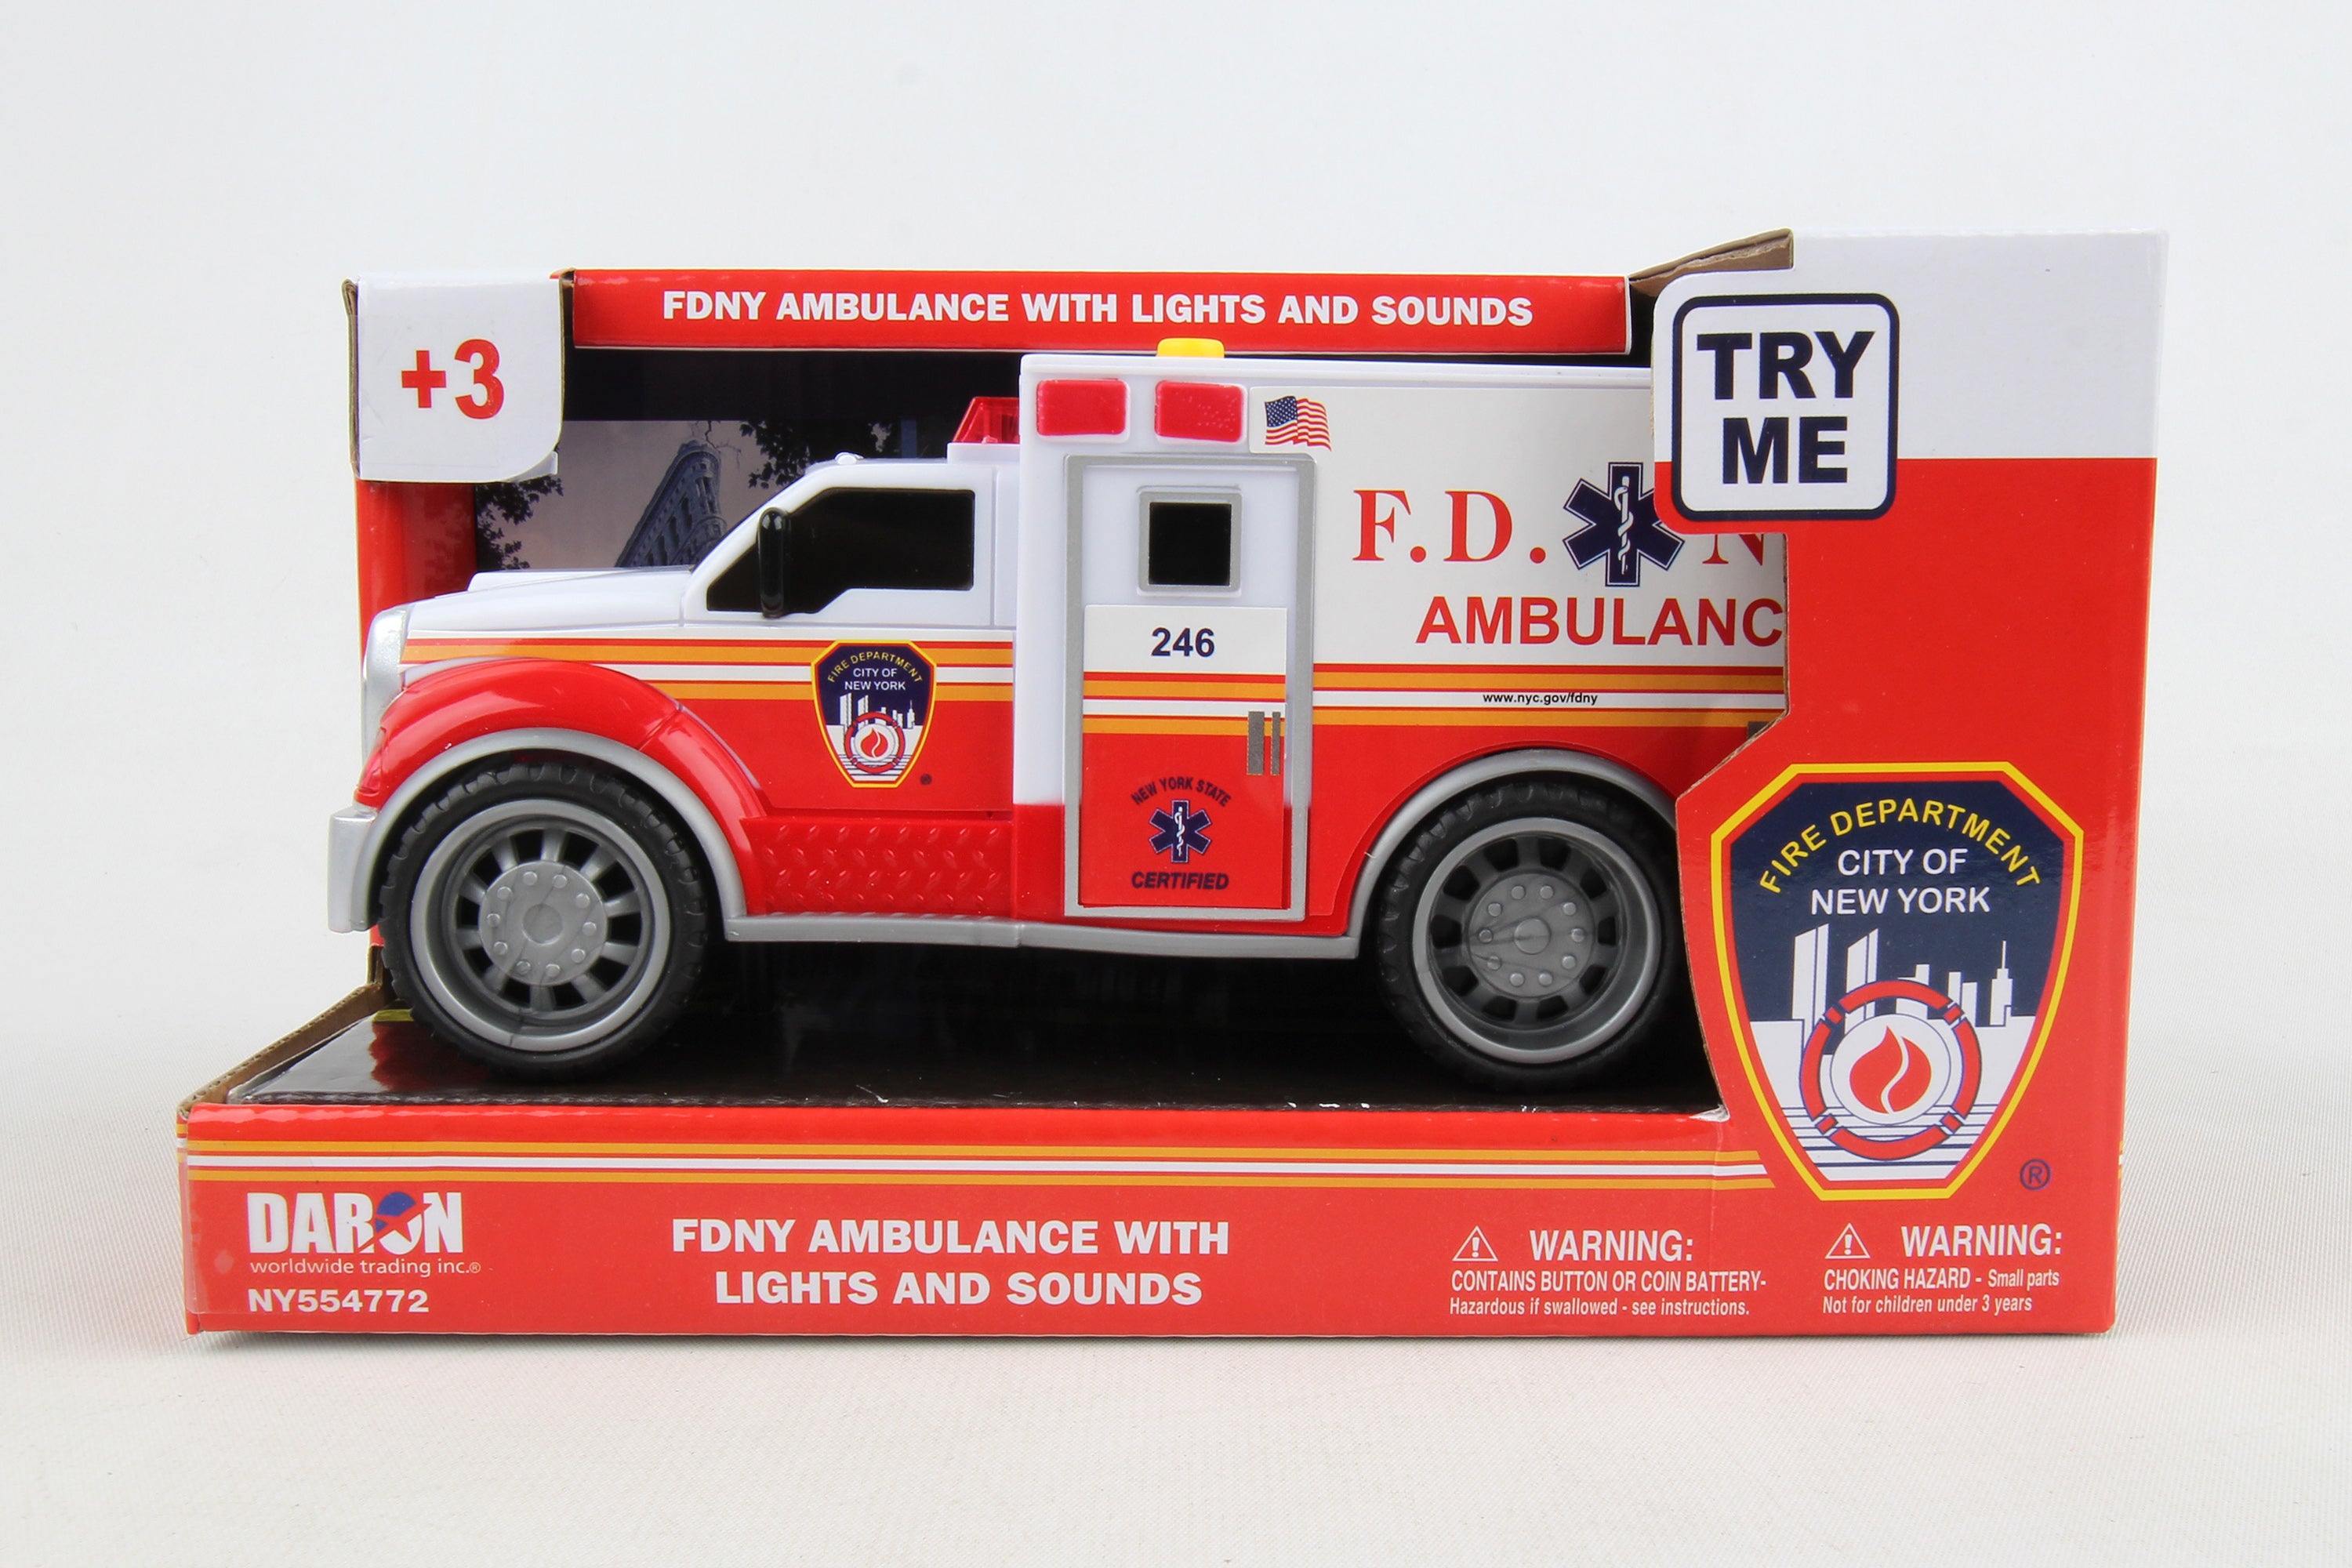 FDNY AMBULANCE WITH LIGHTS AND SOUNDS
+3
TRY
ME
F.D. N
AMBULANC
246
www.nyc.gov/fdny
FIRE DEPARTMENT
CITY OF
NEW YORK
®
NEW YORK STATE
CERTIFIED
FIRE DEPARTMENT
CITY OF
NEW YORK
®
DARON
worldwide trading inc.®
NY554772
FDNY AMBULANCE WITH
LIGHTS AND SOUNDS
WARNING:
CONTAINS BUTTON OR COIN BATTERY-
Hazardous if swallowed - see instructions.
WARNING:
CHOKING HAZARD - Small parts
Not for children under 3 years